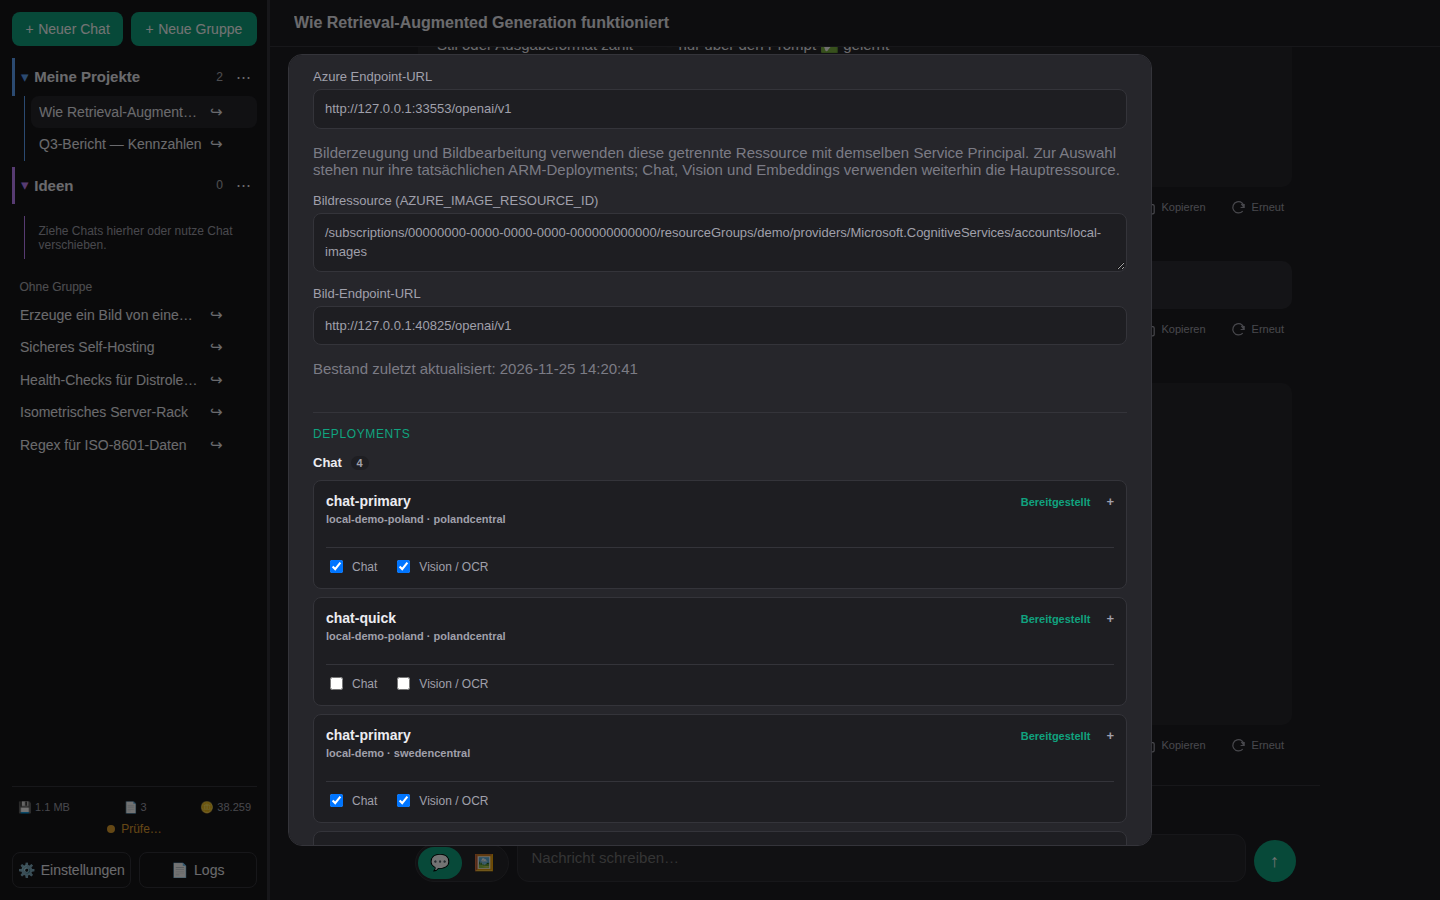 + Neuer Chat
+ Neue Gruppe
Wie Retrieval-Augmented Generation funktioniert
Meine Projekte 2
Wie Retrieval-Augment…
Q3-Bericht — Kennzahlen
Ideen 0
Ziehe Chats hierher oder nutze Chat
verschieben.
Ohne Gruppe
Erzeuge ein Bild von eine…
Sicheres Self-Hosting
Health-Checks für Distrole…
Isometrisches Server-Rack
Regex für ISO-8601-Daten
1.1 MB 3 38.259
Prüfe…
Einstellungen
Logs
Stil oder Ausgabeformat zählt nur über den Prompt ✅ gelernt
Azure Endpoint-URL
http://127.0.0.1:33553/openai/v1
Bilderzeugung und Bildbearbeitung verwenden diese getrennte Ressource mit demselben Service Principal. Zur Auswahl
stehen nur ihre tatsächlichen ARM-Deployments; Chat, Vision und Embeddings verwenden weiterhin die Hauptressource.
Bildressource (AZURE_IMAGE_RESOURCE_ID)
/subscriptions/00000000-0000-0000-0000-000000000000/resourceGroups/demo/providers/Microsoft.CognitiveServices/accounts/local-
images
Bild-Endpoint-URL
http://127.0.0.1:40825/openai/v1
Bestand zuletzt aktualisiert: 2026-11-25 14:20:41
DEPLOYMENTS
Chat 4
chat-primary Bereitgestellt +
local-demo-poland · polandcentral
Chat Vision / OCR
chat-quick Bereitgestellt +
local-demo-poland · polandcentral
Chat Vision / OCR
chat-primary Bereitgestellt +
local-demo · swedencentral
Chat Vision / OCR
Kopieren Erneut
Kopieren Erneut
Kopieren Erneut
Nachricht schreiben…